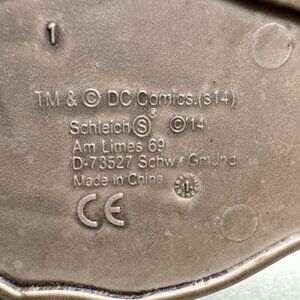 1
TM & © DC Comics.(s14)
Schleich Ⓢ® ©'14
Am Limes 69
D-73527 Schw. Gmünd
Made in China
CE